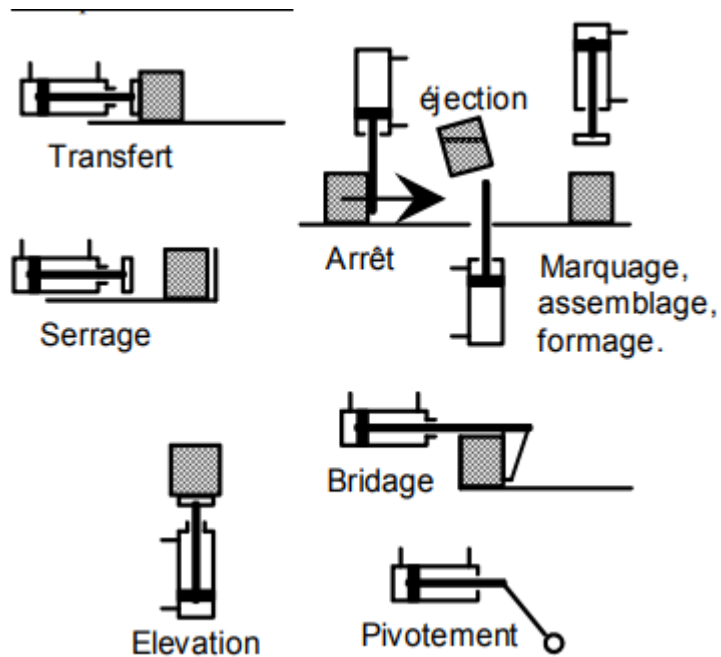 éjection
Transfert
Arrêt
Marquage,
assemblage,
formage.
Serrage
Bridage
Elevation
Pivotement